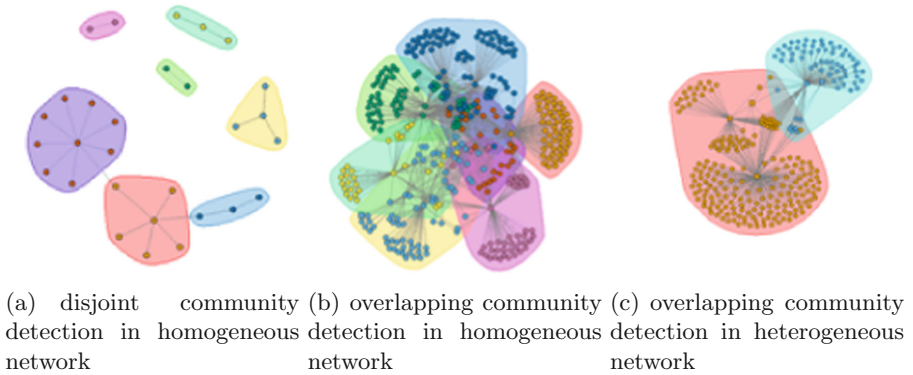 (a) disjoint community
detection in homogeneous
network
(b) overlapping community
detection in homogeneous
network
(c) overlapping community
detection in heterogeneous
network